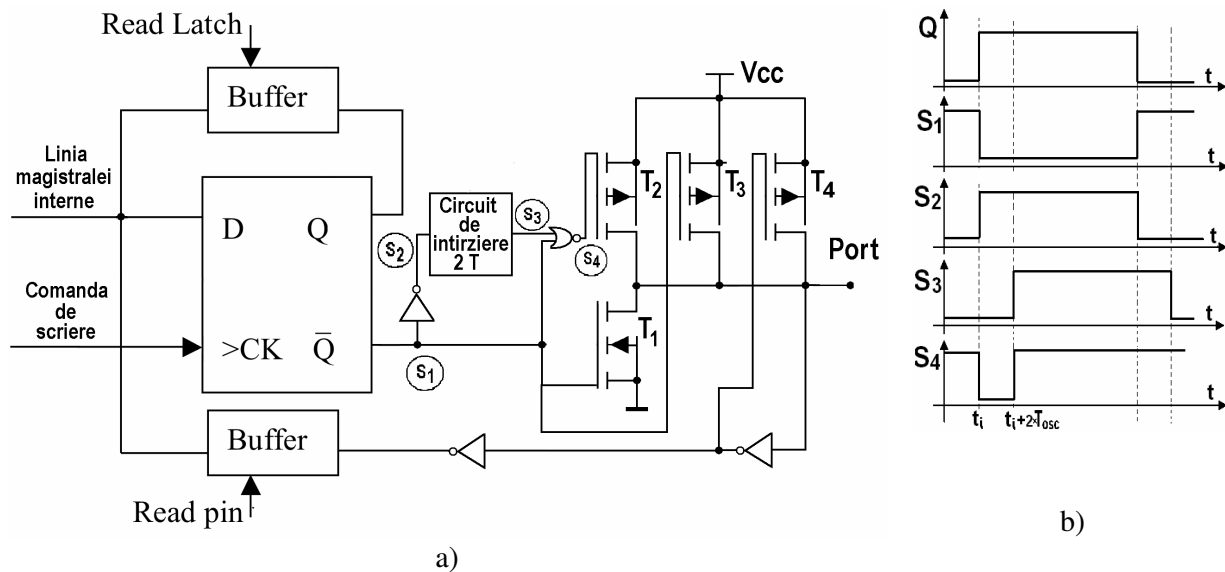 Read Latch
Buffer
Vcc
Linia
magistralei
interne
D Q
Circuit
de
intirziere
2 T
S3
S2
S4
T2
T3
T4
Port
Comanda
de
scriere
>CK Q̅
S1
T1
Buffer
Read pin
a)
Q
t
S1
t
S2
t
S3
t
S4
t
ti
ti+2*Tosc
b)